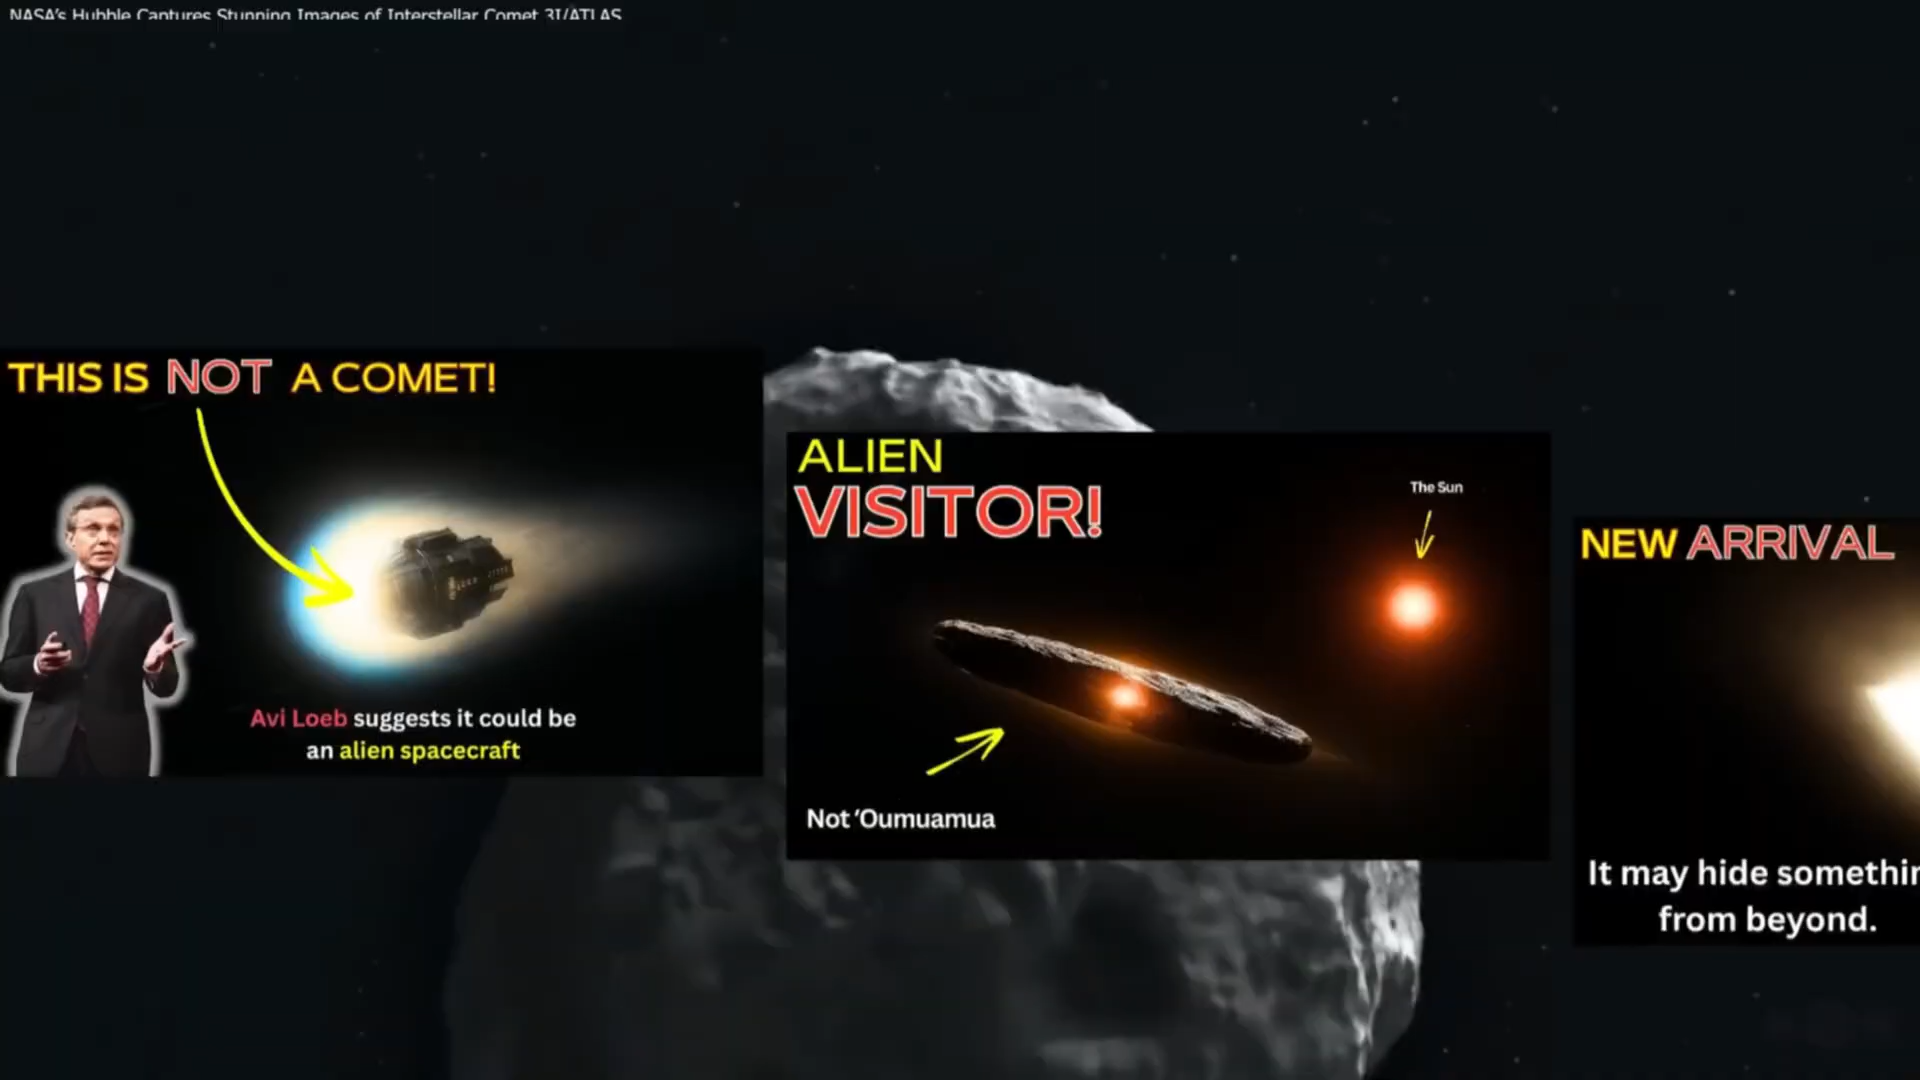 NASA's Hubble Captures Stunning Images of Interstellar Comet 3I/ATLAS
THIS IS NOT A COMET!
Avi Loeb suggests it could be
an alien spacecraft
ALIEN
VISITOR!
The Sun
Not ‘Oumuamua
NEW ARRIVAL
It may hide somethin
from beyond.